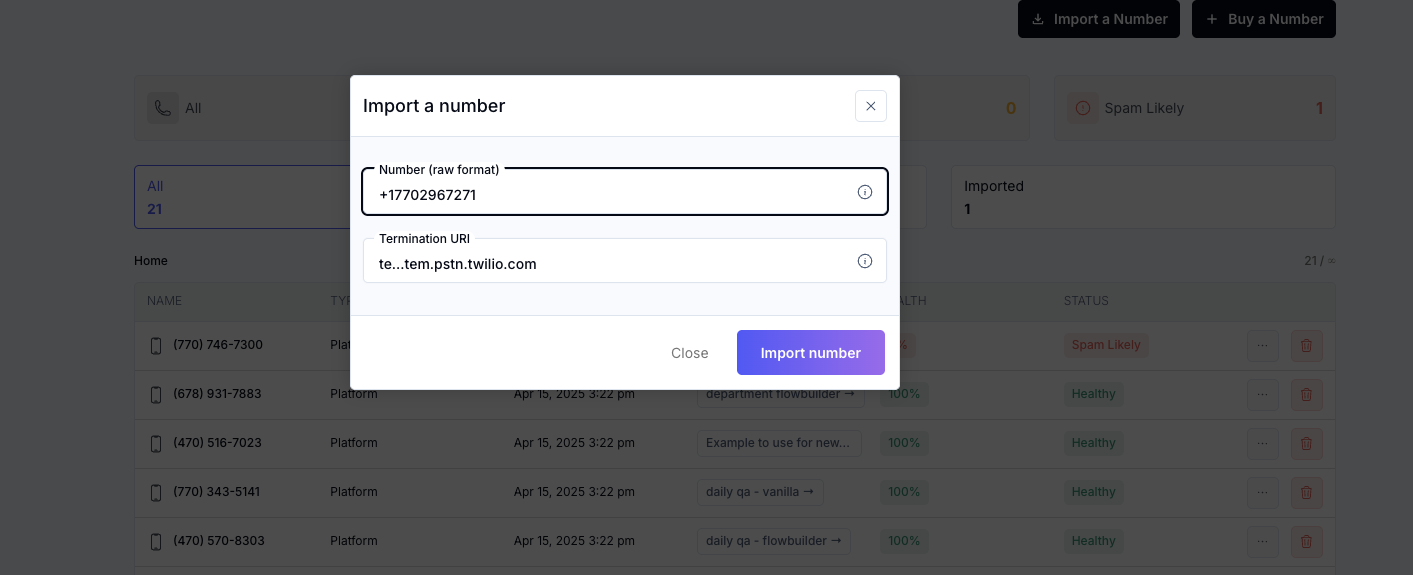 Import a Number
Buy a Number
All
0
Spam Likely
1
Import a number
Number (raw format)
+17702967271
Termination URI
te...tem.pstn.twilio.com
Close
Import number
All
21
Imported
1
Home
21 / ∞
NAME
STATUS
(770) 746-7300
Spam Likely
...
(678) 931-7883 Platform Apr 15, 2025 3:22 pm department flowbuilder → 100% Healthy ...
(470) 516-7023 Platform Apr 15, 2025 3:22 pm Example to use for new... 100% Healthy ...
(770) 343-5141 Platform Apr 15, 2025 3:22 pm daily qa - vanilla → 100% Healthy ...
(470) 570-8303 Platform Apr 15, 2025 3:22 pm daily qa - flowbuilder → 100% Healthy ...